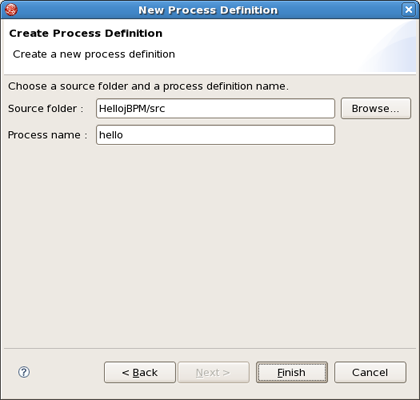 New Process Definition
Create Process Definition
Create a new process definition
Choose a source folder and a process definition name.
Source folder : HellojBPM/src Browse...
Process name : hello
? < Back Next > Finish Cancel